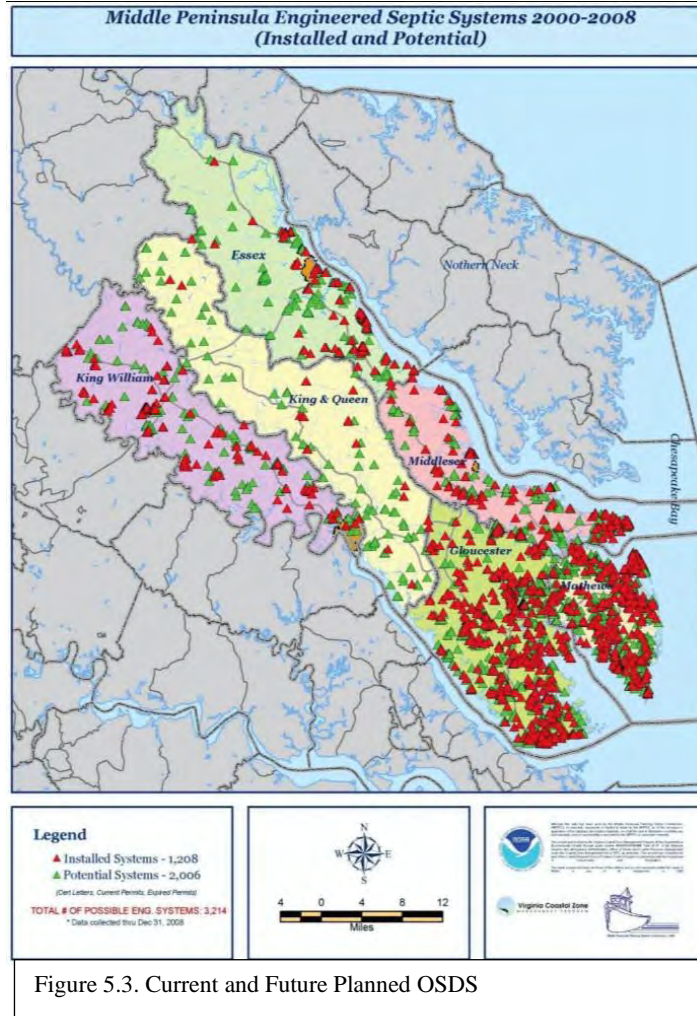 Middle Peninsula Engineered Septic Systems 2000-2008
(Installed and Potential)
Essex
Nothern Neck
King William
King & Queen
Middlesex
Chesapeake Bay
Gloucester
Mathews
Legend
Installed Systems - 1,208
Potential Systems - 2,006
(Cert Letters, Current Permits, Expired Permits)
TOTAL # OF POSSIBLE ENG. SYSTEMS: 3,214
* Data collected thru Dec 31, 2008
N
W E
S
4 0 4 8 12
Miles
NOAA
Virginia Coastal Zone
MANAGEMENT PROGRAM
Figure 5.3. Current and Future Planned OSDS